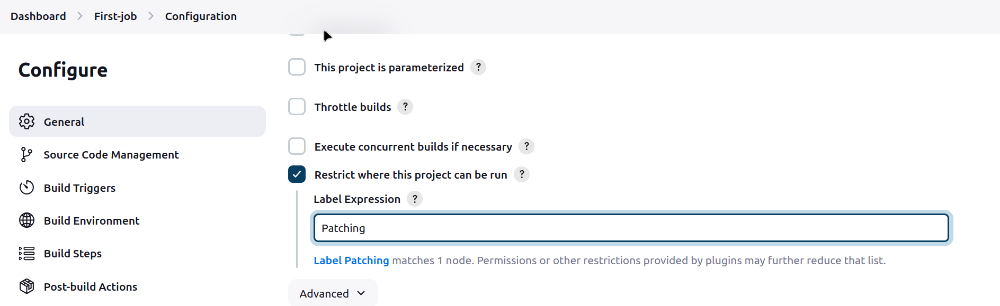 Dashboard > First-job > Configuration
Configure
General
Source Code Management
Build Triggers
Build Environment
Build Steps
Post-build Actions
This project is parameterized ?
Throttle builds ?
Execute concurrent builds if necessary ?
Restrict where this project can be run ?
Label Expression ?
Patching
Label Patching matches 1 node. Permissions or other restrictions provided by plugins may further reduce that list.
Advanced